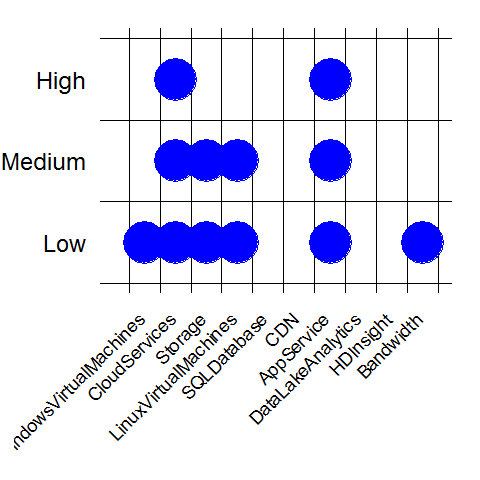 High
Medium
Low
ndowsVirtualMachines
CloudServices
Storage
LinuxVirtualMachines
SQLDatabase
CDN
AppService
DataLakeAnalytics
HDInsight
Bandwidth